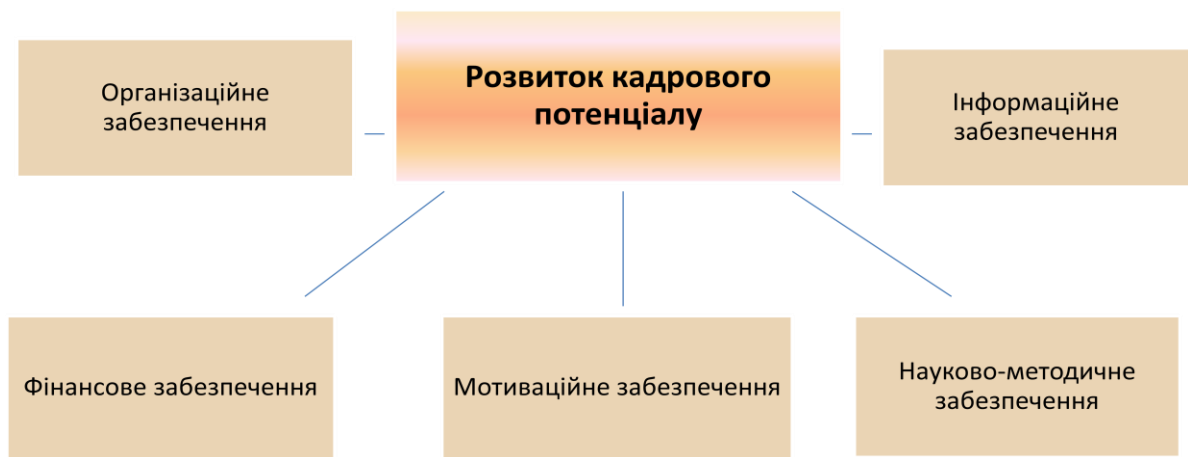 Організаційне
забезпечення
Розвиток кадрового
потенціалу
Інформаційне
забезпечення
Фінансове забезпечення
Мотиваційне забезпечення
Науково-методичне
забезпечення